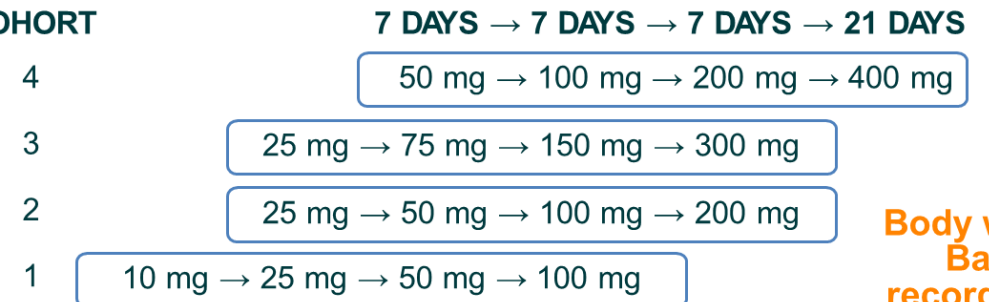 OHORT 7 DAYS → 7 DAYS → 7 DAYS → 21 DAYS
4 50 mg → 100 mg → 200 mg → 400 mg
3 25 mg → 75 mg → 150 mg → 300 mg
2 25 mg → 50 mg → 100 mg → 200 mg
Body
Ba
1 10 mg → 25 mg → 50 mg → 100 mg
record